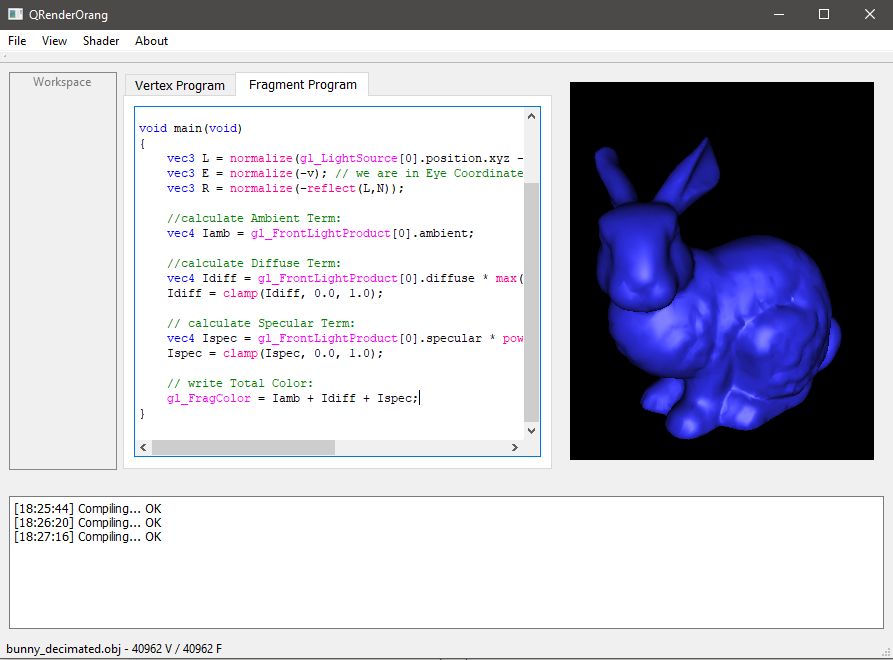 QRenderOrang
File View Shader About
Workspace
Vertex Program Fragment Program
void main(void)
{
vec3 L = normalize(gl_LightSource[0].position.xyz -
vec3 E = normalize(-v); // we are in Eye Coordinate
vec3 R = normalize(-reflect(L,N));
//calculate Ambient Term:
vec4 Iamb = gl_FrontLightProduct[0].ambient;
//calculate Diffuse Term:
vec4 Idiff = gl_FrontLightProduct[0].diffuse * max(
Idiff = clamp(Idiff, 0.0, 1.0);
// calculate Specular Term:
vec4 Ispec = gl_FrontLightProduct[0].specular * pow
Ispec = clamp(Ispec, 0.0, 1.0);
// write Total Color:
gl_FragColor = Iamb + Idiff + Ispec;
}
[18:25:44] Compiling... OK
[18:26:20] Compiling... OK
[18:27:16] Compiling... OK
bunny_decimated.obj - 40962 V / 40962 F